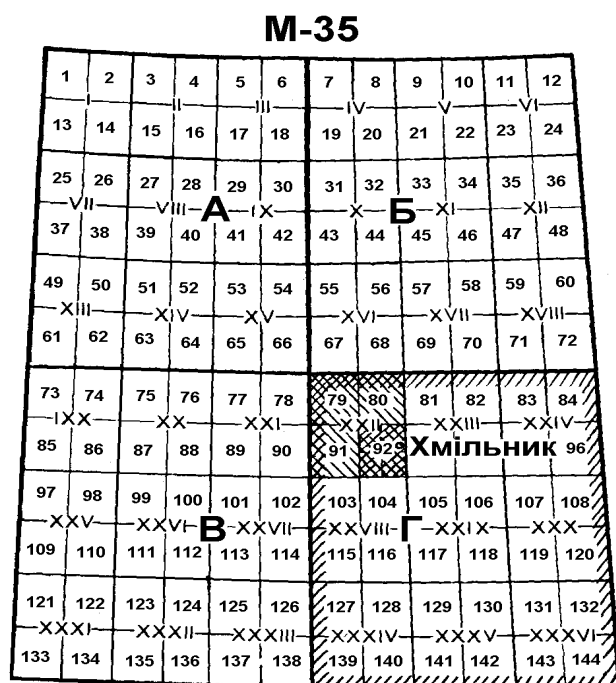 М-35
1 2 3 4 5 6 7 8 9 10 11 12
I II III IV V VI
13 14 15 16 17 18 19 20 21 22 23 24
25 26 27 28 29 30 31 32 33 34 35 36
VII VIII А IX X Б XI XII
37 38 39 40 41 42 43 44 45 46 47 48
49 50 51 52 53 54 55 56 57 58 59 60
XIII XIV XV XVI XVII XVIII
61 62 63 64 65 66 67 68 69 70 71 72
73 74 75 76 77 78 79 80 81 82 83 84
IXX XX XXI XXII XXIII XXIV
85 86 87 88 89 90 91 92 9 Хмільник 96
97 98 99 100 101 102 103 104 105 106 107 108
XXV XXVI В XXVII XXVIII Г XXIX XXX
109 110 111 112 113 114 115 116 117 118 119 120
121 122 123 124 125 126 127 128 129 130 131 132
XXXI XXXII XXXIII XXXIV XXXV XXXVI
133 134 135 136 137 138 139 140 141 142 143 144